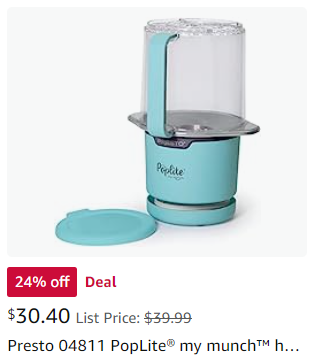 Poplite
24% off Deal
$30.40 List Price: $39.99
Presto 04811 PopLite® my munch™ h...